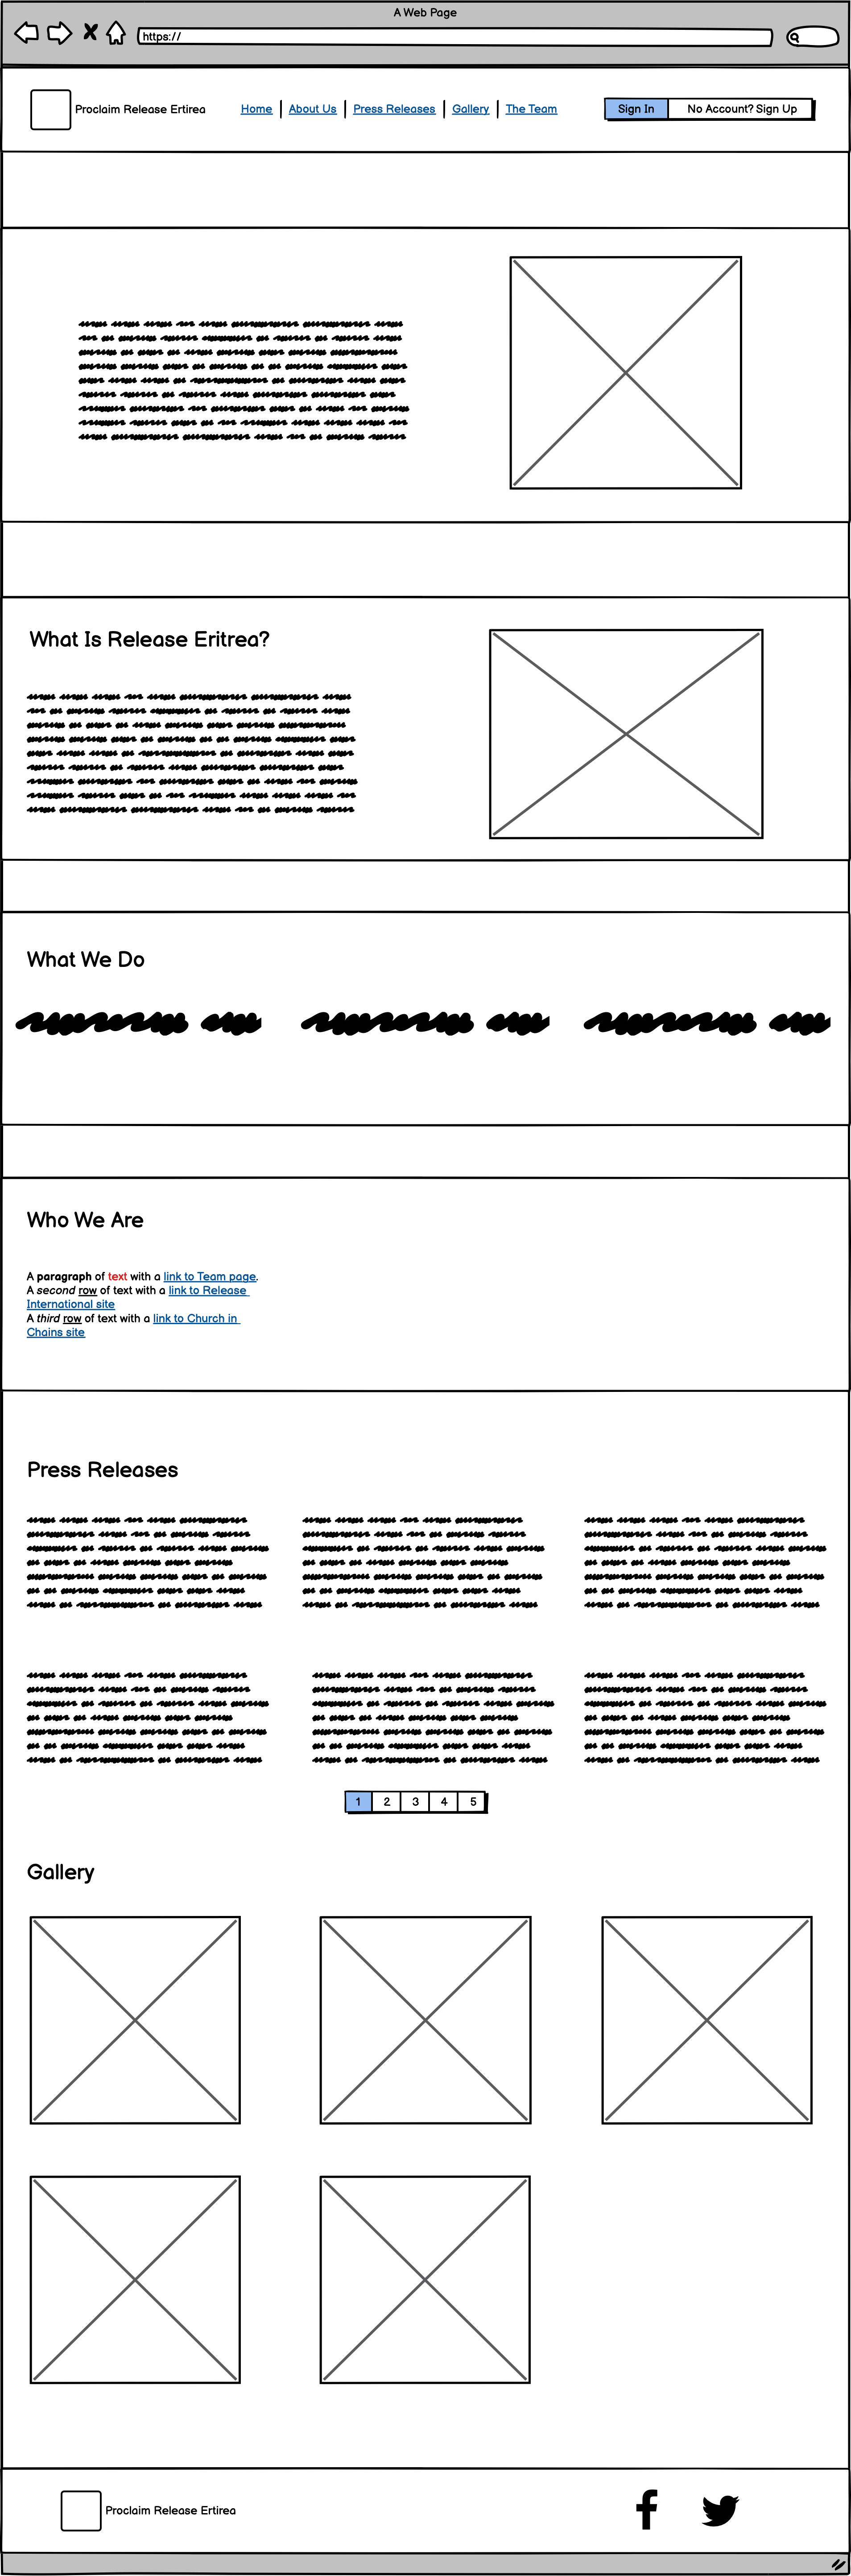 A Web Page
https://
Proclaim Release Ertirea
Home
About Us
Press Releases
Gallery
The Team
Sign In
No Account? Sign Up
What Is Release Eritrea?
What We Do
Who We Are
A paragraph of text with a link to Team page.
A second row of text with a link to Release
International site
A third row of text with a link to Church in
Chains site
Press Releases
1 2 3 4 5
Gallery
Proclaim Release Ertirea